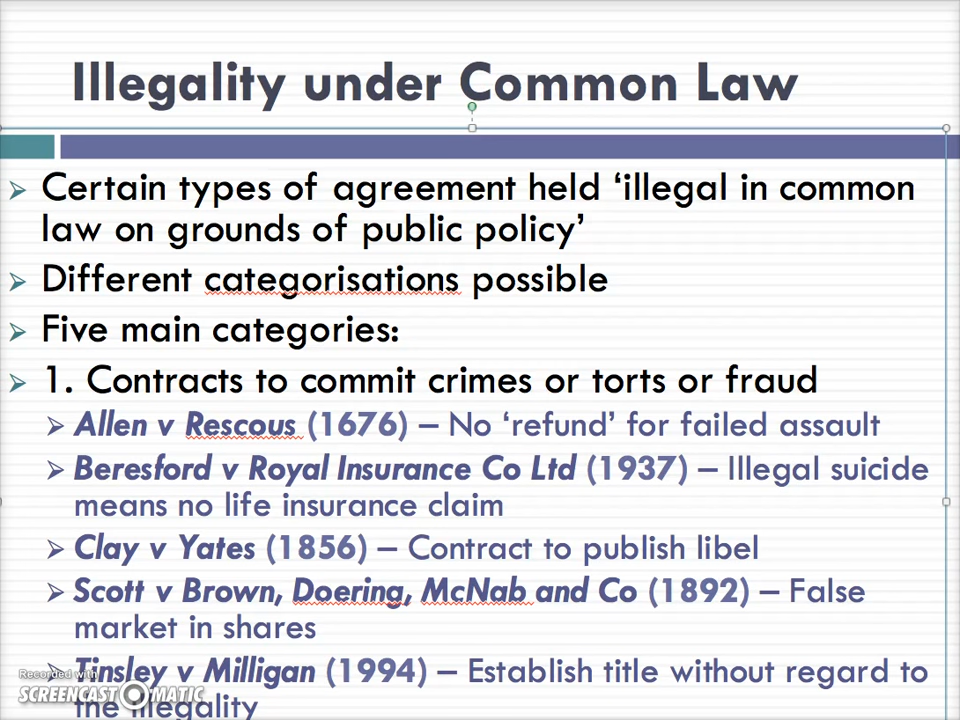 Illegality under Common Law
Certain types of agreement held ‘illegal in common
law on grounds of public policy’
Different categorisations possible
Five main categories:
1. Contracts to commit crimes or torts or fraud
Allen v Rescous (1676) – No ‘refund’ for failed assault
Beresford v Royal Insurance Co Ltd (1937) – Illegal suicide
means no life insurance claim
Clay v Yates (1856) – Contract to publish libel
Scott v Brown, Doering, McNab and Co (1892) – False
market in shares
Tinsley v Milligan (1994) – Establish title without regard to
the illegality
Recorded with
SCREENCAST-O-MATIC